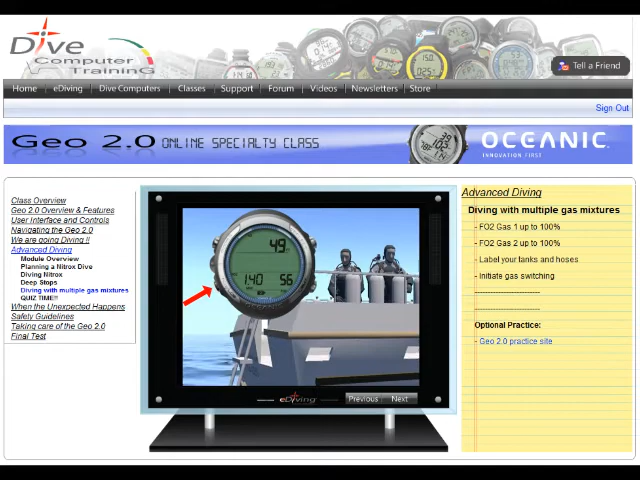 Dive
Computer
Training
Tell a Friend
Home eDiving Dive Computers Classes Support Forum Videos Newsletters Store
Sign Out
Geo 2.0 ONLINE SPECIALTY CLASS
OCEANIC
INNOVATION FIRST
Class Overview
Geo 2.0 Overview & Features
User Interface and Controls
Navigating the Geo 2.0
We are going Diving !!
Advanced Diving
Module Overview
Planning a Nitrox Dive
Diving Nitrox
Deep Stops
Diving with multiple gas mixtures
QUIZ TIME!!
When the Unexpected Happens
Safety Guidelines
Taking care of the Geo 2.0
Final Test
49
140 56
eDiving
Previous Next
Advanced Diving
Diving with multiple gas mixtures
- FO2 Gas 1 up to 100%
- FO2 Gas 2 up to 100%
- Label your tanks and hoses
- Initiate gas switching
------------------------
------------------------
Optional Practice:
- Geo 2.0 practice site